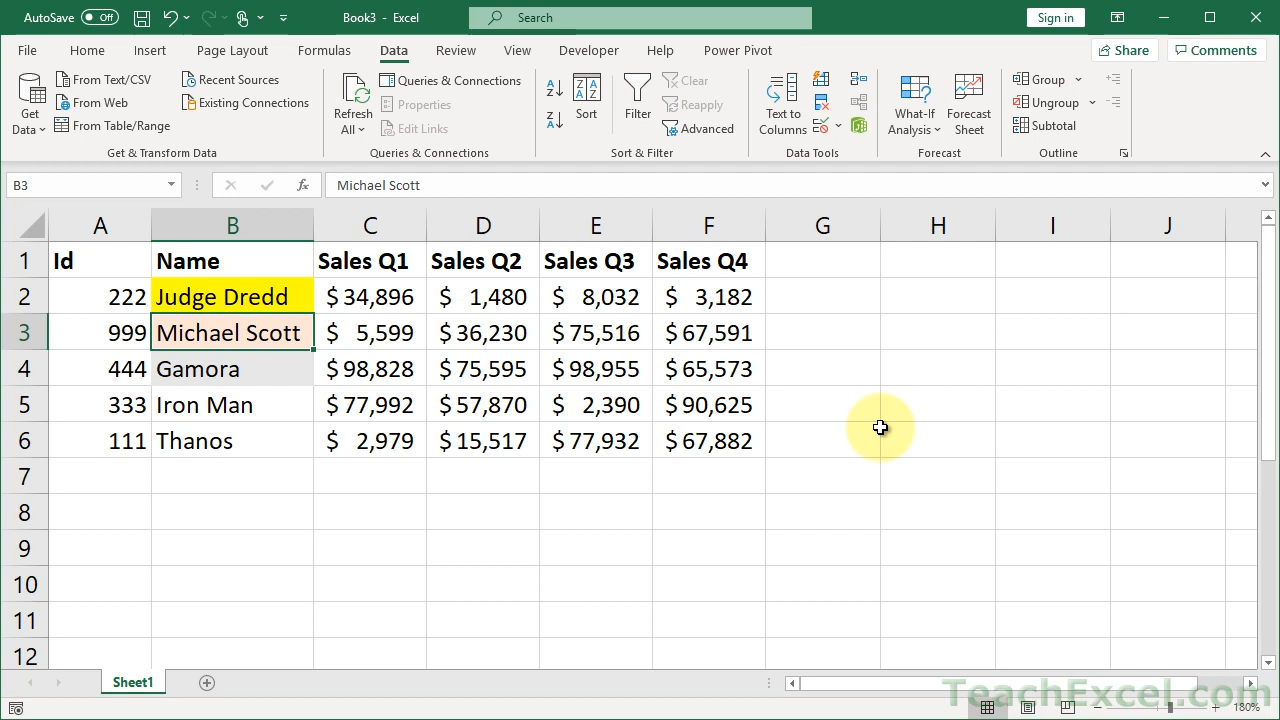 AutoSave Off Book3 - Excel Search Sign in
File Home Insert Page Layout Formulas Data Review View Developer Help Power Pivot Share Comments
Get Data From Text/CSV Recent Sources
From Web Existing Connections
From Table/Range
Get & Transform Data
Refresh All Queries & Connections
Properties
Edit Links
Queries & Connections
Sort Filter Clear
Reapply
Advanced
Sort & Filter
Text to Columns
Data Tools
What-If Analysis Forecast Sheet
Forecast
Group
Ungroup
Subtotal
Outline
B3 fx Michael Scott
A B C D E F G H I J
1 Id Name Sales Q1 Sales Q2 Sales Q3 Sales Q4
2 222 Judge Dredd $ 34,896 $ 1,480 $ 8,032 $ 3,182
3 999 Michael Scott $ 5,599 $ 36,230 $ 75,516 $ 67,591
4 444 Gamora $ 98,828 $ 75,595 $ 98,955 $ 65,573
5 333 Iron Man $ 77,992 $ 57,870 $ 2,390 $ 90,625
6 111 Thanos $ 2,979 $ 15,517 $ 77,932 $ 67,882
7
8
9
10
11
12
Sheet1
TeachExcel.com
180%